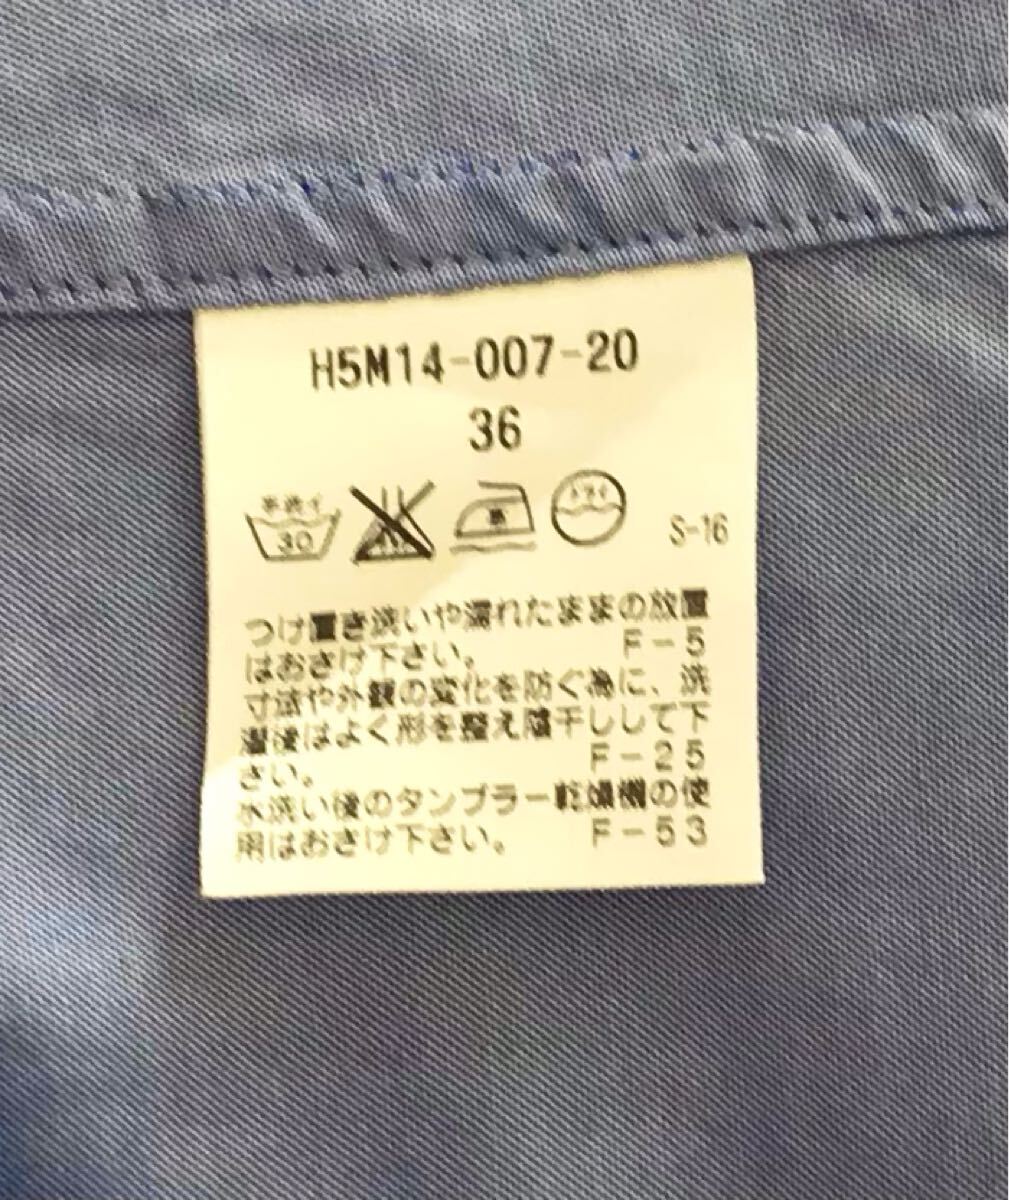 H5M14-007-20
36
手洗イ
30
中
ドライ
S-16
つけ置き洗いや濡れたままの放置
はおさけ下さい。 F-5
寸法や外観の変化を防ぐ為に、洗
濯後はよく形を整え陰干しして下
さい。 F-25
水洗い後のタンブラー乾燥機の使
用はおさけ下さい。 F-53